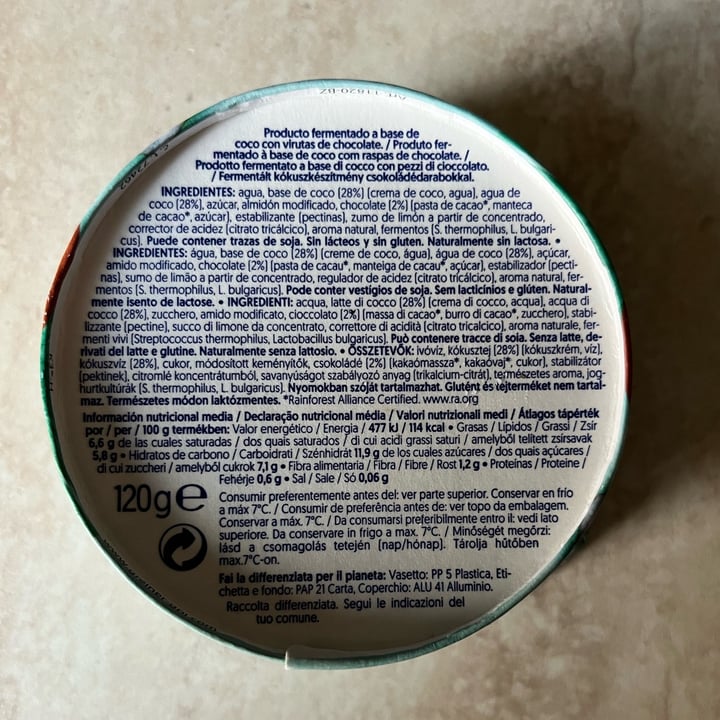 Producto fermentado a base de
coco con virutas de chocolate. / Produto fer-
mentado à base de coco com raspas de chocolate. /
Prodotto fermentato a base di cocco con pezzi di cioccolato.
/ Fermentált kókuszkészítmény csokoládédarabokkal.
INGREDIENTES: agua, base de coco (28%) (crema de coco, agua), agua de
coco (28%), azúcar, almidón modificado, chocolate (2%) (pasta de cacao*, manteca
de cacao*, azúcar), estabilizante (pectinas), zumo de limón a partir de concentrado,
corrector de acidez (citrato tricálcico), aroma natural, fermentos (S. thermophilus, L. bulgari-
cus). Puede contener trazas de soja. Sin lácteos y sin gluten. Naturalmente sin lactosa. •
INGREDIENTES: água, base de coco (28%) (creme de coco, água), água de coco (28%), açúcar,
amido modificado, chocolate (2%) (pasta de cacau*, manteiga de cacau*, açúcar), estabilizador (pecti-
nas), sumo de limão a partir de concentrado, regulador de acidez (citrato tricálcico), aroma natural, fer-
mentos (S. thermophilus, L. bulgaricus). Pode conter vestígios de soja. Sem lacticínios e glúten. Natural-
mente isento de lactose. • INGREDIENTI: acqua, latte di cocco (28%) (crema di cocco, acqua), acqua di
cocco (28%), zucchero, amido modificato, cioccolato (2%) (massa di cacao*, burro di cacao*, zucchero), stabi-
lizzante (pectine), succo di limone da concentrato, correttore di acidità (citrato tricalcico), aroma naturale, fer-
menti vivi (Streptococcus thermophilus, Lactobacillus bulgaricus). Può contenere tracce di soia. Senza latte, de-
rivati del latte e glutine. Naturalmente senza lattosio. • ÖSSZETEVŐK: ivóvíz, kókusztej (28%) (kókuszkrém, víz),
kókuszvíz (28%), cukor, módosított keményítők, csokoládé (2%) (kakaómassza*, kakaóvaj*, cukor), stabilizátor
(pektinek), citromlé koncentrátumból, savanyúságot szabályozó anyag (trikalcium-citrát), természetes aroma, jog-
hurtkultúrák (S. thermophilus, L. bulgaricus). Nyomokban szóját tartalmazhat. Glutént és tejterméket nem tartal-
maz. Természetes módon laktózmentes. *Rainforest Alliance Certified. www.ra.org
Información nutricional media / Declaração nutricional média / Valori nutrizionali medi / Átlagos tápérték
por / per / 100 g termékben: Valor energético / Energia / 477 kJ / 114 kcal • Grasas / Lípidos / Grassi / Zsír
6,6 g de las cuales saturadas / dos quais saturados / di cui acidi grassi saturi / amelyből telített zsírsavak
5,8 g • Hidratos de carbono / Carboidrati / Szénhidrát 11,9 g de los cuales azúcares / dos quais açúcares /
di cui zuccheri / amelyből cukrok 7,1 g • Fibra alimentaria / Fibra / Fibre / Rost 1,2 g • Proteínas / Proteine /
Fehérje 0,6 g • Sal / Sale / Só 0,06 g
120g e
Consumir preferentemente antes del: ver parte superior. Conservar en frío
a máx 7°C. / Consumir de preferência antes de: ver topo da embalagem.
Conservar a máx. 7°C. / Da consumarsi preferibilmente entro il: vedi lato
superiore. Da conservare in frigo a max. 7°C. / Minőségét megőrzi:
lásd a csomagolás tetején (nap/hónap). Tárolja hűtőben
max.7°C-on.
Fai la differenziata per il pianeta: Vasetto: PP 5 Plastica, Eti-
chetta e fondo: PAP 21 Carta, Coperchio: ALU 41 Alluminio.
Raccolta differenziata. Segui le indicazioni del
tuo comune.